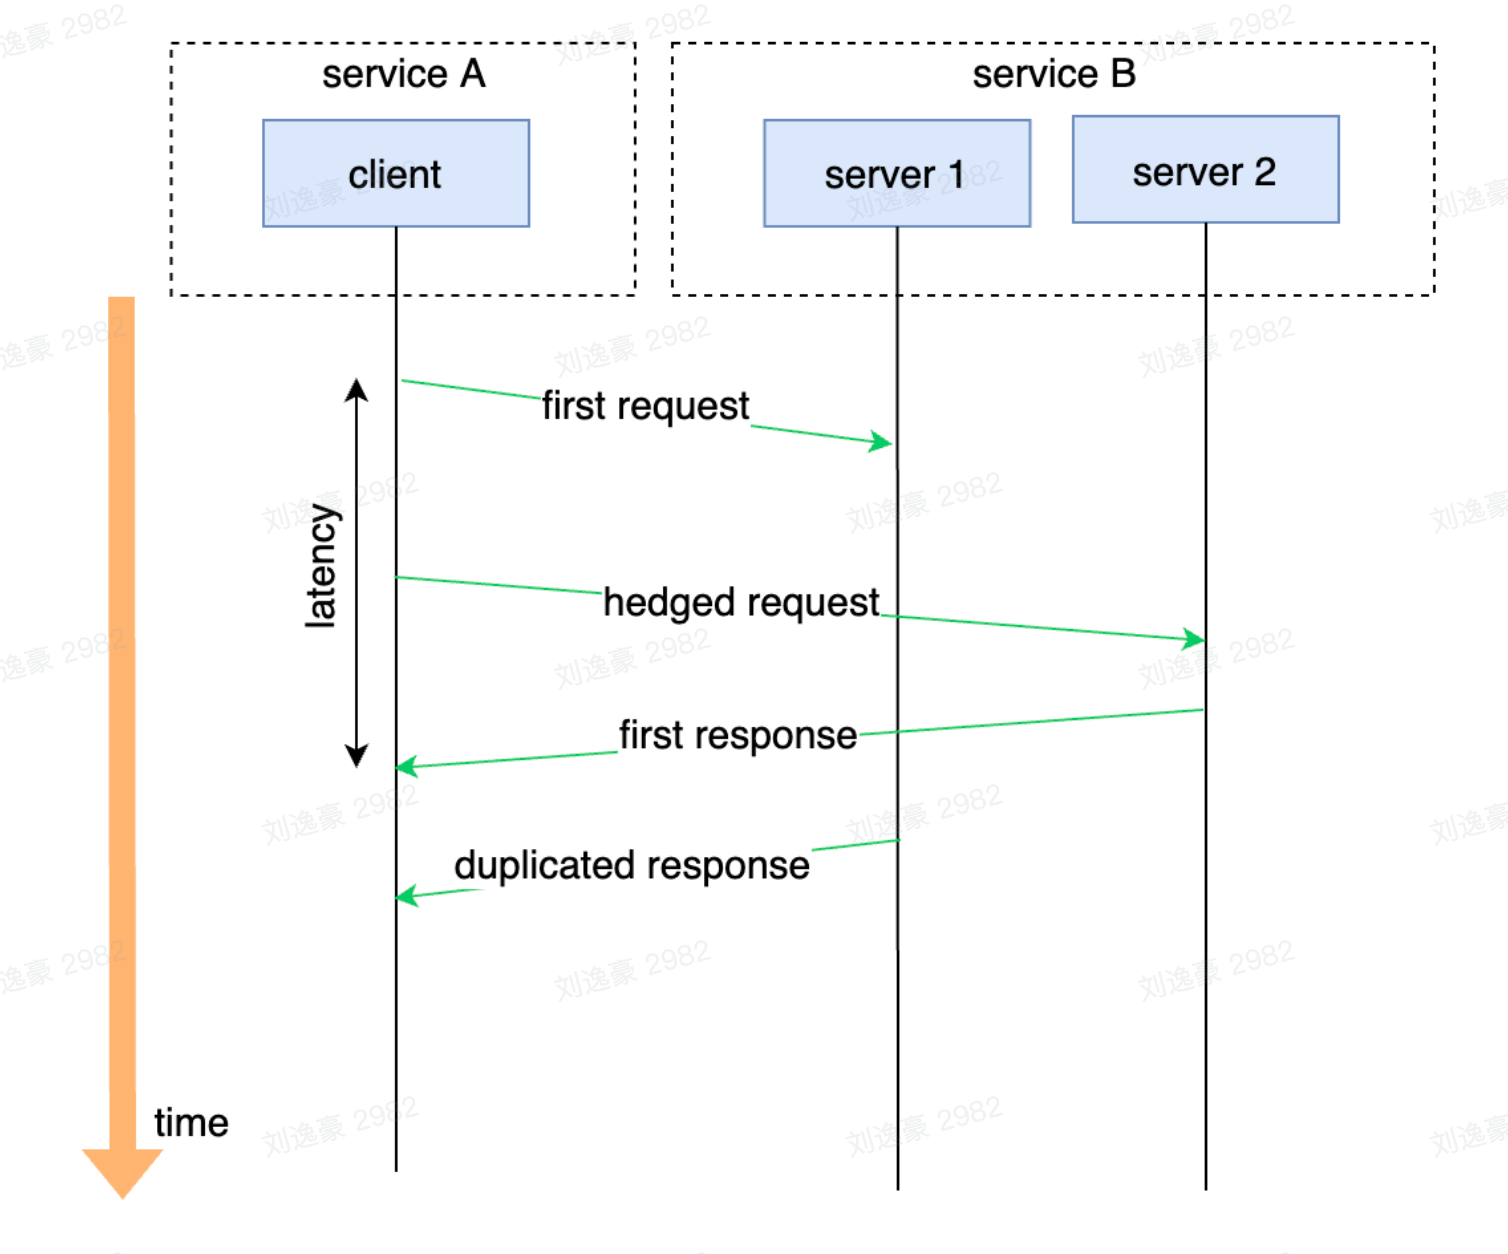 service A
service B
client
server 1
server 2
first request
latency
hedged request
first response
duplicated response
time
刘逸豪 2982